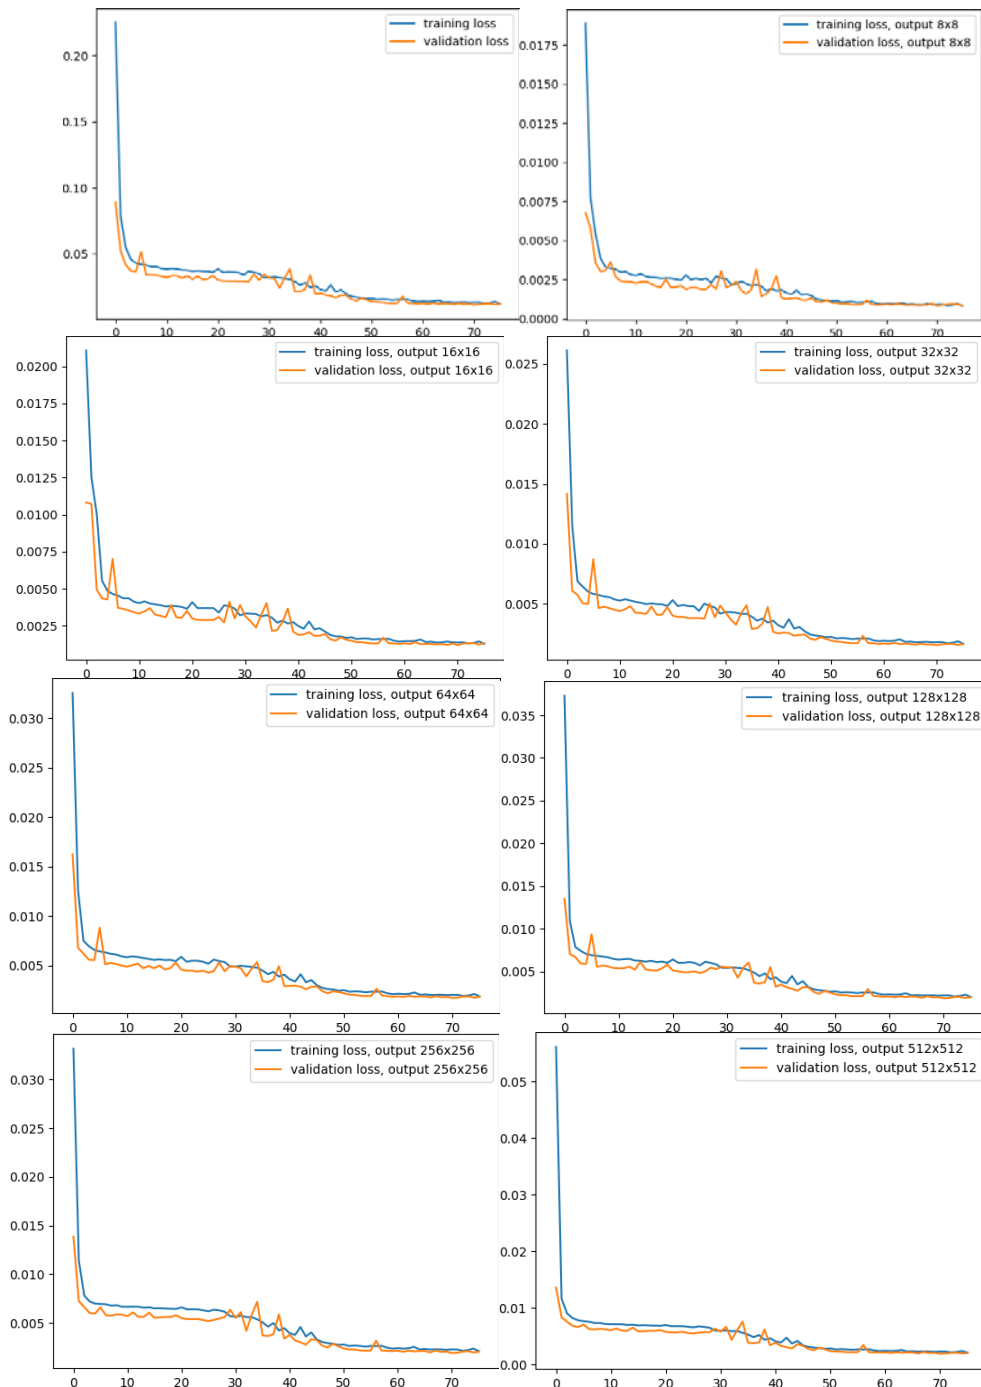 training loss
validation loss
0.20
0.15
0.10
0.05
0 10 20 30 40 50 60 70
training loss, output 8x8
validation loss, output 8x8
0.0175
0.0150
0.0125
0.0100
0.0075
0.0050
0.0025
0.0000
0 10 20 30 40 50 60 70
training loss, output 16x16
validation loss, output 16x16
0.0200
0.0175
0.0150
0.0125
0.0100
0.0075
0.0050
0.0025
0 10 20 30 40 50 60 70
training loss, output 32x32
validation loss, output 32x32
0.025
0.020
0.015
0.010
0.005
0 10 20 30 40 50 60 70
training loss, output 64x64
validation loss, output 64x64
0.030
0.025
0.020
0.015
0.010
0.005
0 10 20 30 40 50 60 70
training loss, output 128x128
validation loss, output 128x128
0.035
0.030
0.025
0.020
0.015
0.010
0.005
0 10 20 30 40 50 60 70
training loss, output 256x256
validation loss, output 256x256
0.030
0.025
0.020
0.015
0.010
0.005
0 10 20 30 40 50 60 70
training loss, output 512x512
validation loss, output 512x512
0.05
0.04
0.03
0.02
0.01
0.00
0 10 20 30 40 50 60 70